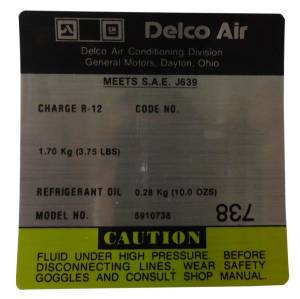 GM Delco Air
Delco Air Conditioning Division
General Motors, Dayton, Ohio
MEETS S.A.E. J639
CHARGE R-12 CODE NO.
1.70 Kg (3.75 LBS)
REFRIGERANT OIL 0.28 Kg (10.0 OZS)
738
MODEL NO. 5910738
CAUTION
FLUID UNDER HIGH PRESSURE. BEFORE
DISCONNECTING LINES, WEAR SAFETY
GOGGLES AND CONSULT SHOP MANUAL.